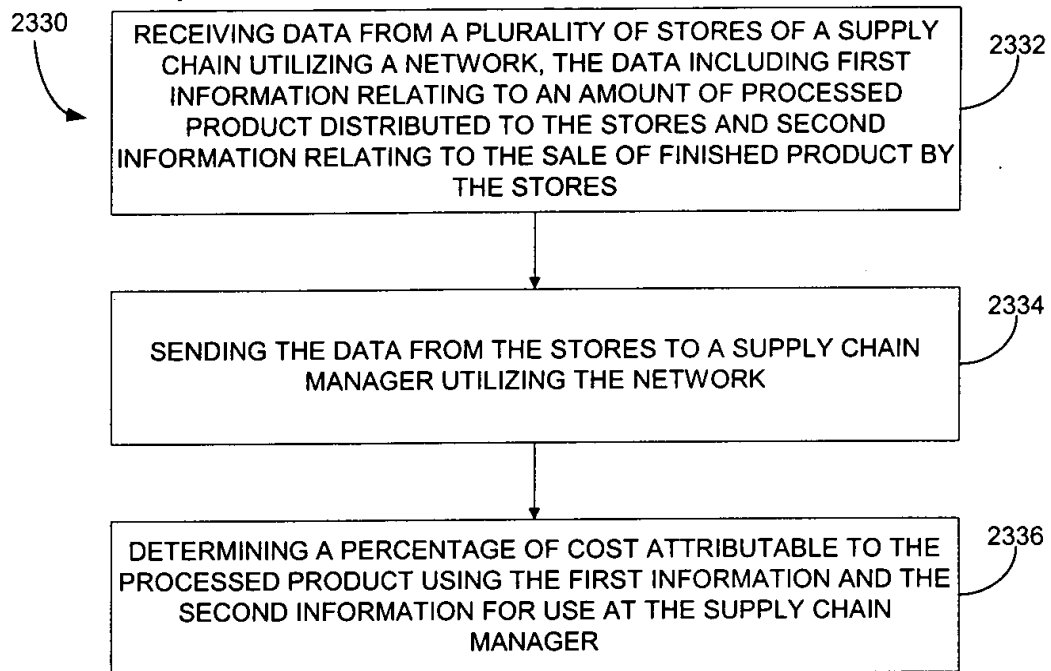 2330
RECEIVING DATA FROM A PLURALITY OF STORES OF A SUPPLY
CHAIN UTILIZING A NETWORK, THE DATA INCLUDING FIRST
INFORMATION RELATING TO AN AMOUNT OF PROCESSED
PRODUCT DISTRIBUTED TO THE STORES AND SECOND
INFORMATION RELATING TO THE SALE OF FINISHED PRODUCT BY
THE STORES
2332
SENDING THE DATA FROM THE STORES TO A SUPPLY CHAIN
MANAGER UTILIZING THE NETWORK
2334
DETERMINING A PERCENTAGE OF COST ATTRIBUTABLE TO THE
PROCESSED PRODUCT USING THE FIRST INFORMATION AND THE
SECOND INFORMATION FOR USE AT THE SUPPLY CHAIN
MANAGER
2336